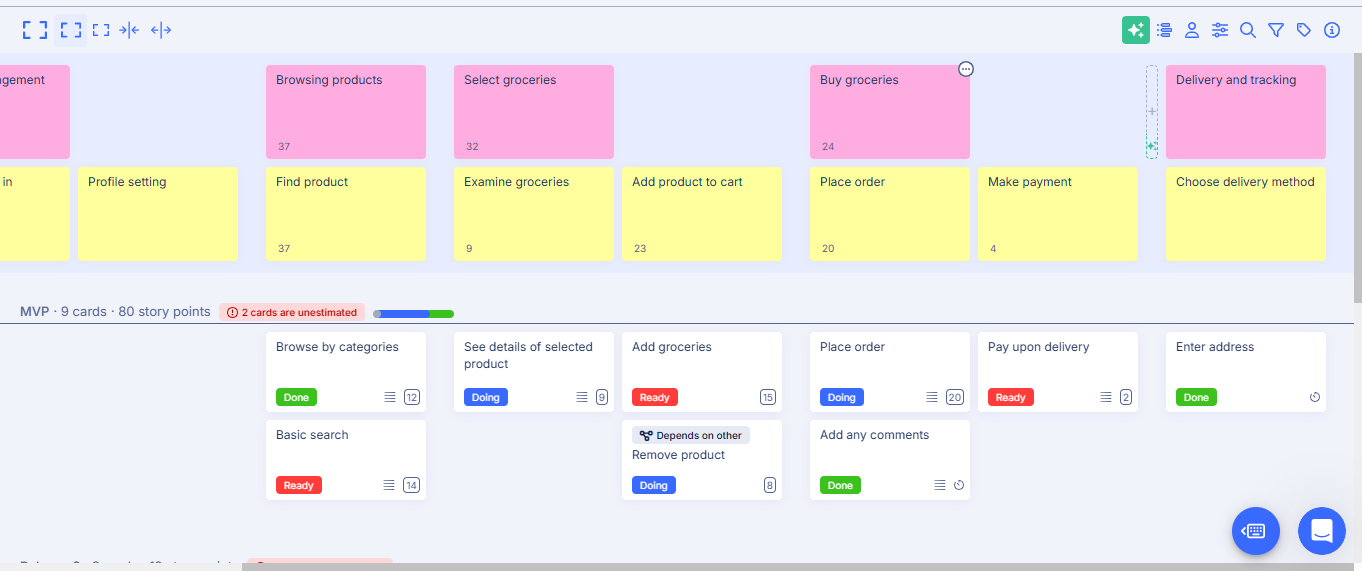 gement
Browsing products
37
Select groceries
32
Buy groceries
24
Delivery and tracking
in
Profile setting
Find product
37
Examine groceries
9
Add product to cart
23
Place order
20
Make payment
4
Choose delivery method
MVP · 9 cards · 80 story points
2 cards are unestimated
Browse by categories
Done
12
See details of selected
product
Doing
9
Add groceries
Ready
15
Place order
Doing
20
Pay upon delivery
Ready
2
Enter address
Done
Basic search
Ready
14
Depends on other
Remove product
Doing
8
Add any comments
Done